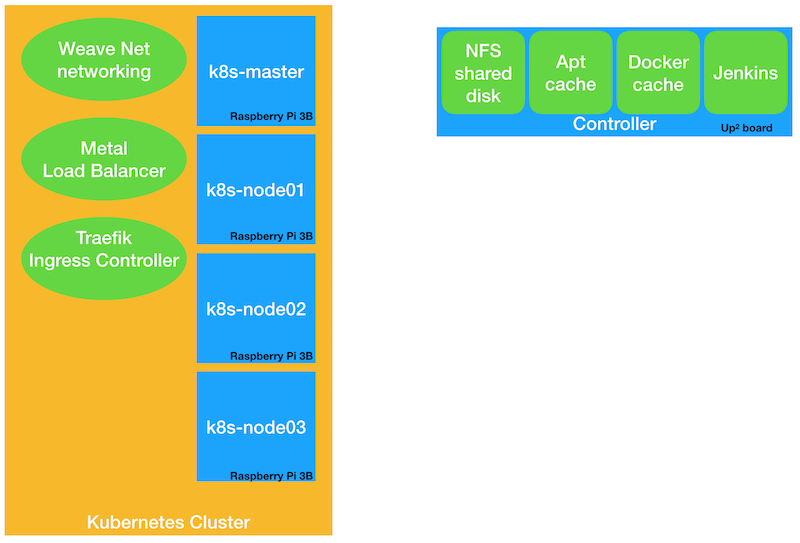 Weave Net
networking
Metal
Load Balancer
Traefik
Ingress Controller
k8s-master
Raspberry Pi 3B
k8s-node01
Raspberry Pi 3B
k8s-node02
Raspberry Pi 3B
k8s-node03
Raspberry Pi 3B
Kubernetes Cluster
NFS
shared
disk
Apt
cache
Docker
cache
Jenkins
Controller
Up² board